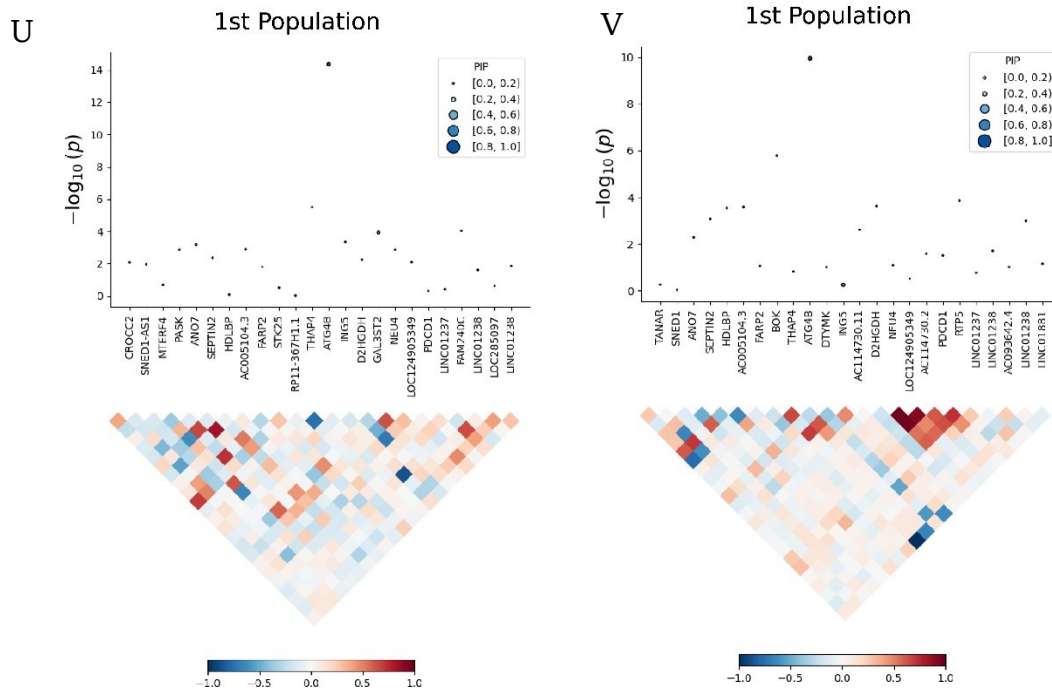 U
1st Population
−log10(p)
14
12
10
8
6
4
2
0
PIP
[0.0, 0.2)
[0.2, 0.4)
[0.4, 0.6)
[0.6, 0.8)
[0.8, 1.0]
CROCC2
SNED1-AS1
MTERF4
PASK
ANO7
SEPTIN2
HDLBP
AC005104.3
FARP2
STK25
RP11-367H1.1
THAP4
ATG4B
ING5
D2HGDH
GAL3ST2
NEU4
LOC124905349
PDCD1
LINC01237
FAM240C
LINC01238
LOC285097
LINC01238
−1.0 −0.5 0.0 0.5 1.0
V
1st Population
−log10(p)
10
8
6
4
2
0
PIP
[0.0, 0.2)
[0.2, 0.4)
[0.4, 0.6)
[0.6, 0.8)
[0.8, 1.0]
TANAR
SNED1
ANO7
SEPTIN2
HDLBP
AC005104.3
FARP2
BOK
THAP4
ATG4B
DTYMK
ING5
AC114730.11
D2HGDH
NEU4
LOC124905349
AC114730.2
PDCD1
RTP5
LINC01237
LINC01238
AC093642.4
LINC01238
LINC01881
−1.0 −0.5 0.0 0.5 1.0